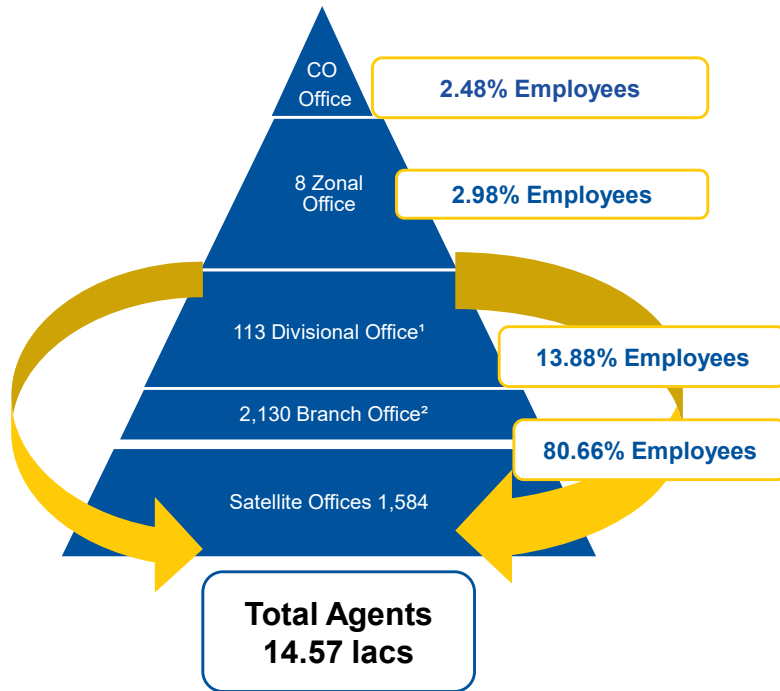 CO
Office
2.48% Employees
8 Zonal
Office
2.98% Employees
113 Divisional Office¹
13.88% Employees
2,130 Branch Office²
80.66% Employees
Satellite Offices 1,584
Total Agents
14.57 lacs